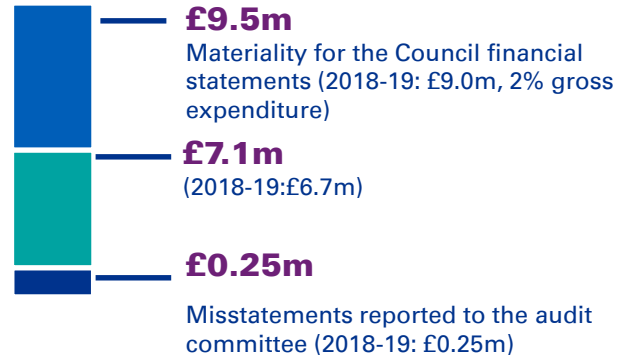 £9.5m
Materiality for the Council financial
statements (2018-19: £9.0m, 2% gross
expenditure)
£7.1m
(2018-19:£6.7m)
£0.25m
Misstatements reported to the audit
committee (2018-19: £0.25m)